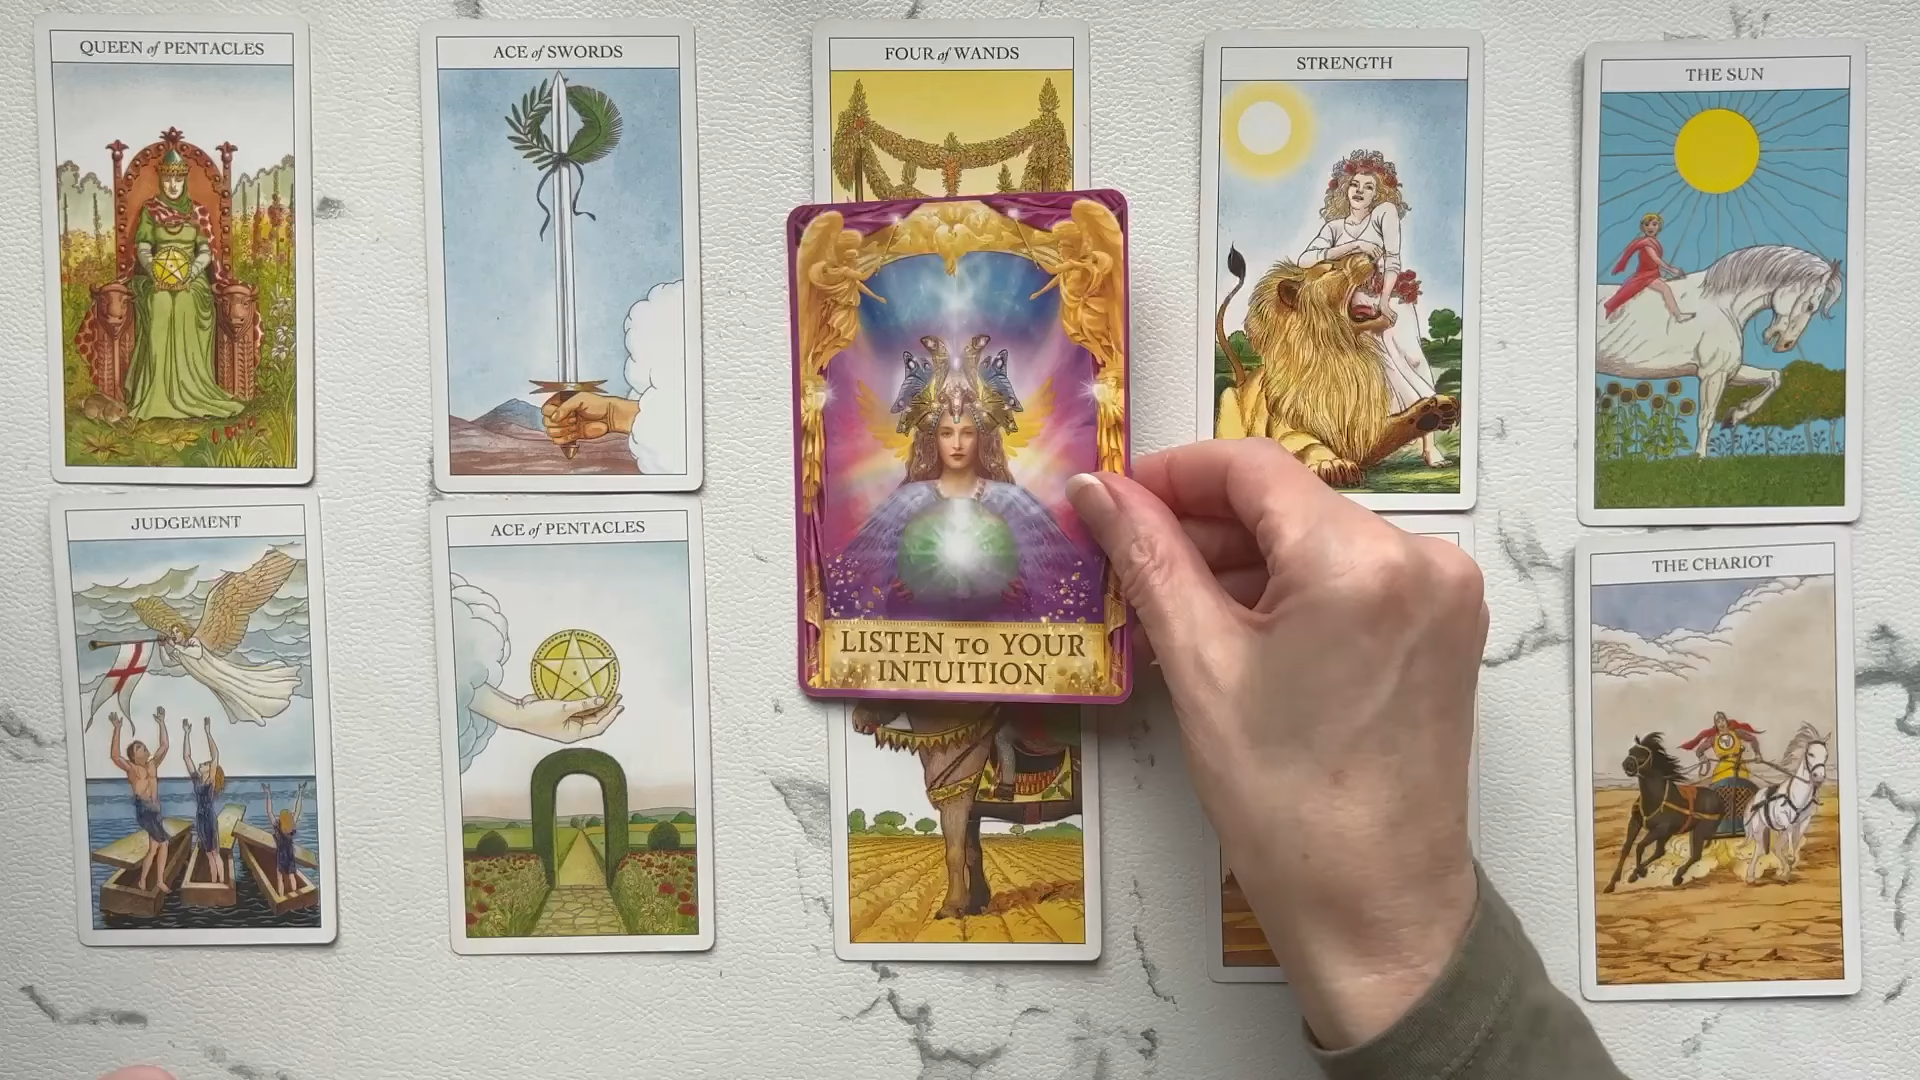 QUEEN of PENTACLES
ACE of SWORDS
FOUR of WANDS
STRENGTH
THE SUN
LISTEN TO YOUR
INTUITION
JUDGEMENT
ACE of PENTACLES
THE CHARIOT